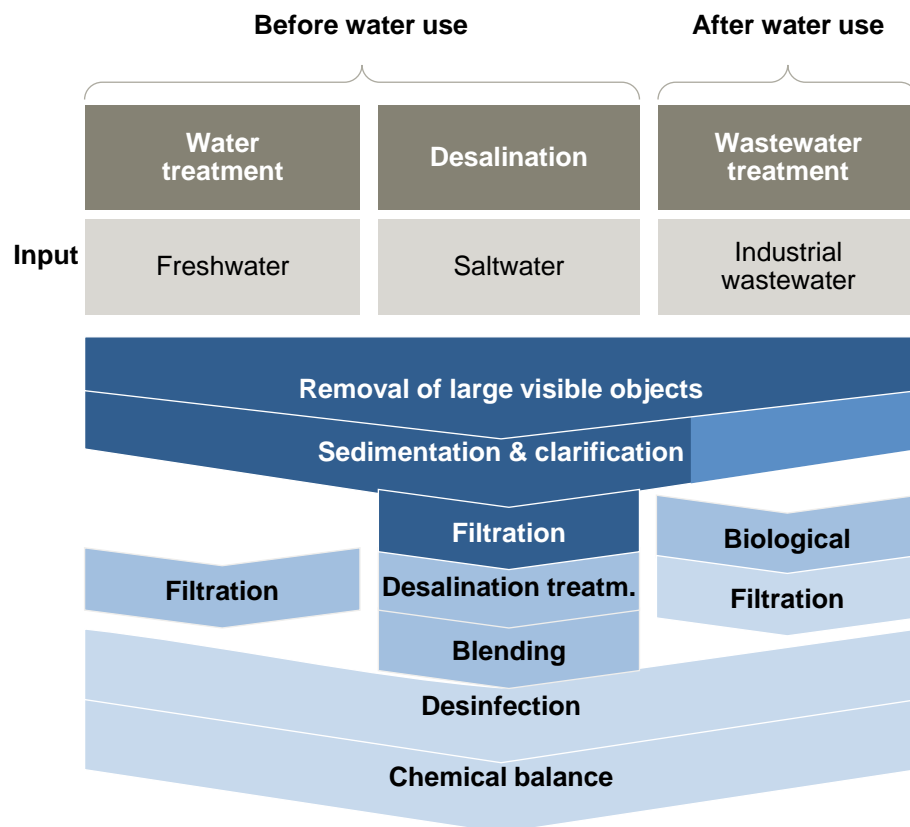 Before water use
After water use
Water
treatment
Desalination
Wastewater
treatment
Input
Freshwater
Saltwater
Industrial
wastewater
Removal of large visible objects
Sedimentation & clarification
Filtration
Biological
Filtration
Desalination treatm.
Filtration
Blending
Desinfection
Chemical balance